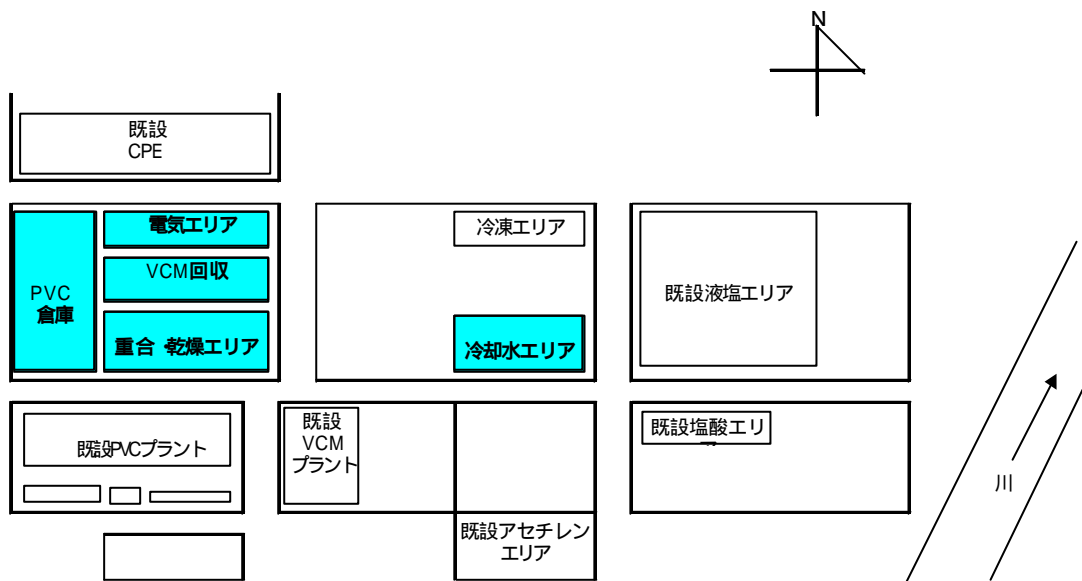 N
既設
CPE
電気エリア
VCM回収
PVC
倉庫
重合・乾燥エリア
冷凍エリア
冷却水エリア
既設液塩エリア
既設PVCプラント
既設
VCM
プラント
既設塩酸エリ
既設アセチレン
エリア
川